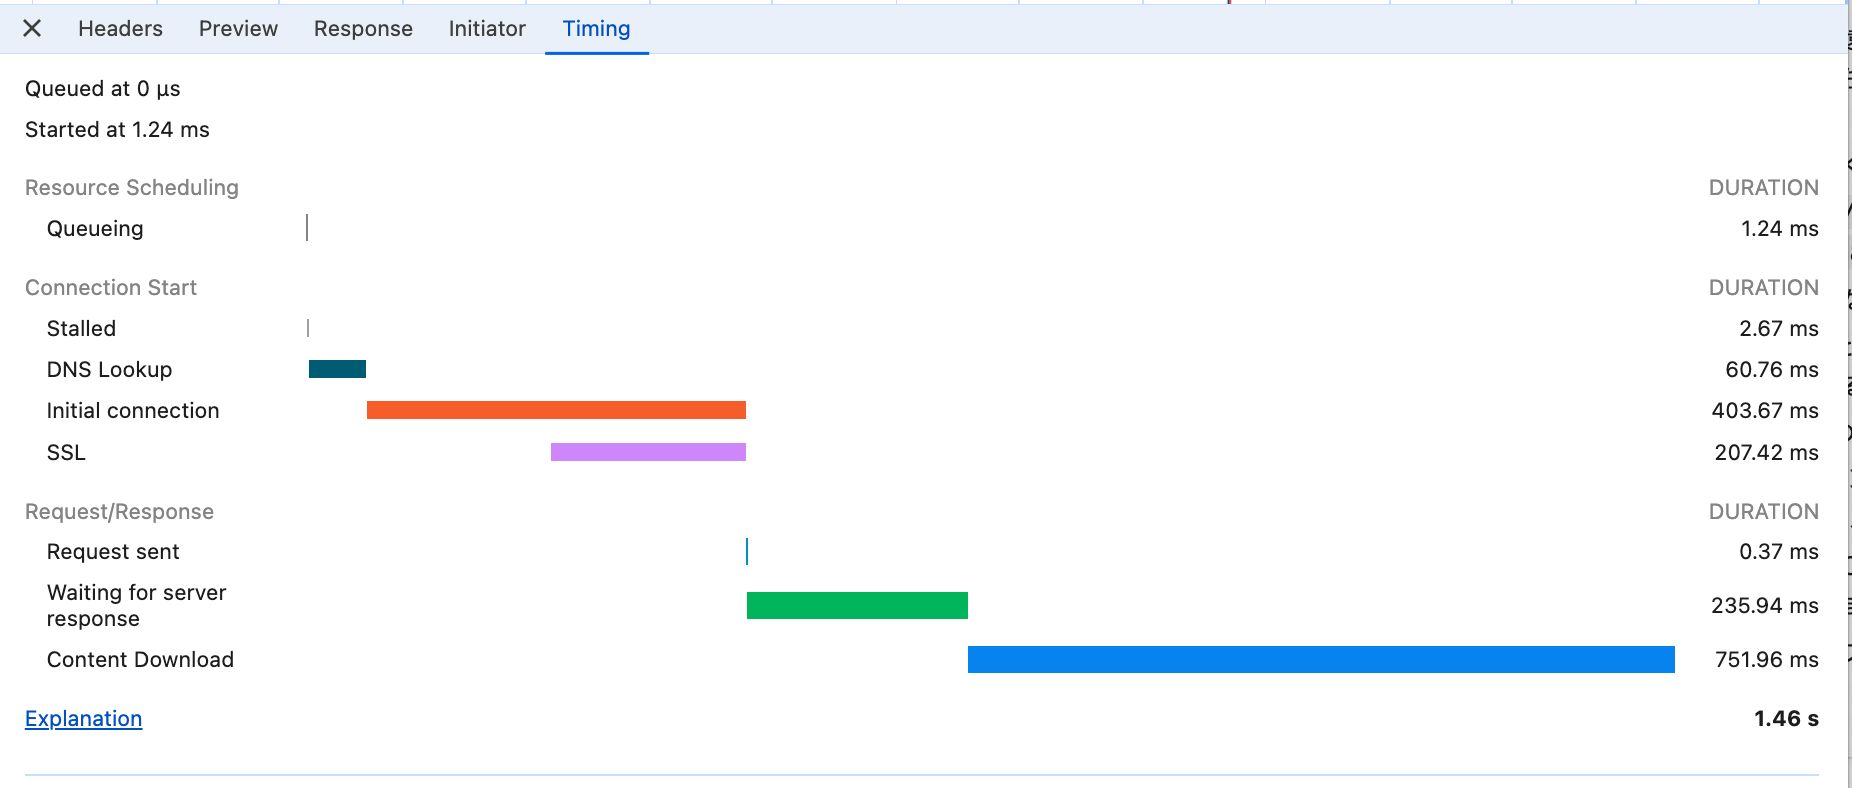 Headers Preview Response Initiator Timing
Queued at 0 μs
Started at 1.24 ms
Resource Scheduling DURATION
Queueing 1.24 ms
Connection Start DURATION
Stalled 2.67 ms
DNS Lookup 60.76 ms
Initial connection 403.67 ms
SSL 207.42 ms
Request/Response DURATION
Request sent 0.37 ms
Waiting for server
response 235.94 ms
Content Download 751.96 ms
Explanation 1.46 s